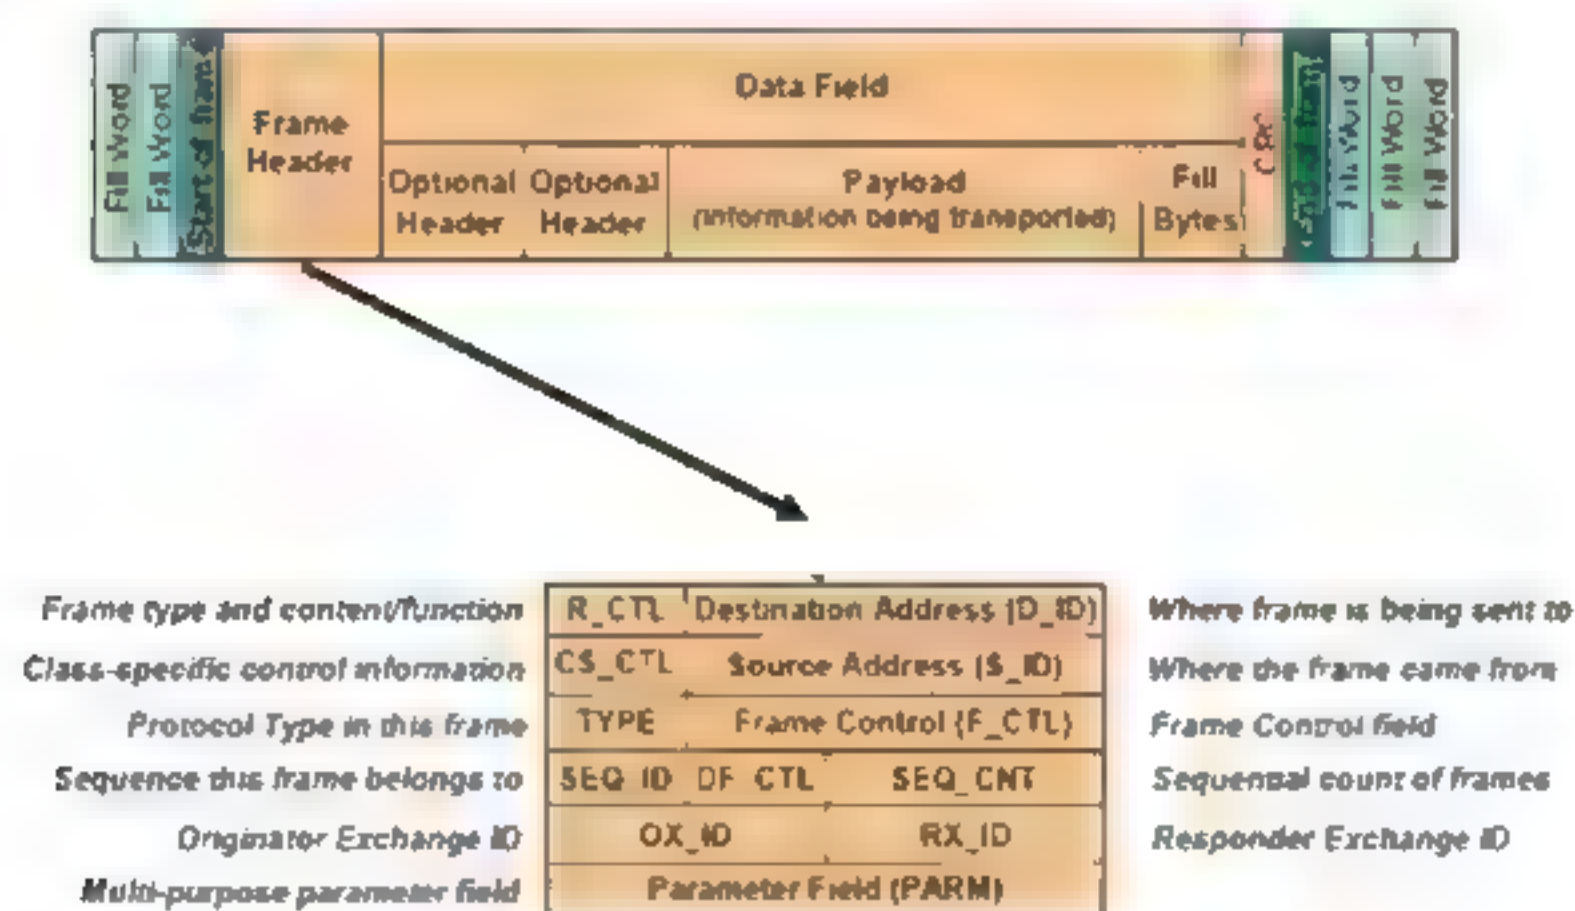 Fill Word
Fill Word
Start of frame
Frame
Header
Data Field
Optional
Header
Optional
Header
Payload
(information being transported)
Fill
Bytes
CRC
Fill Word
Fill Word
Fill Word
Frame type and content/function R_CTL Destination Address (D_ID) Where frame is being sent to
Class-specific control information CS_CTL Source Address (S_ID) Where the frame came from
Protocol Type in this frame TYPE Frame Control (F_CTL) Frame Control field
Sequence this frame belongs to SEQ_ID DF_CTL SEQ_CNT Sequential count of frames
Originator Exchange ID OX_ID RX_ID Responder Exchange ID
Multi-purpose parameter field Parameter Field (PARM)